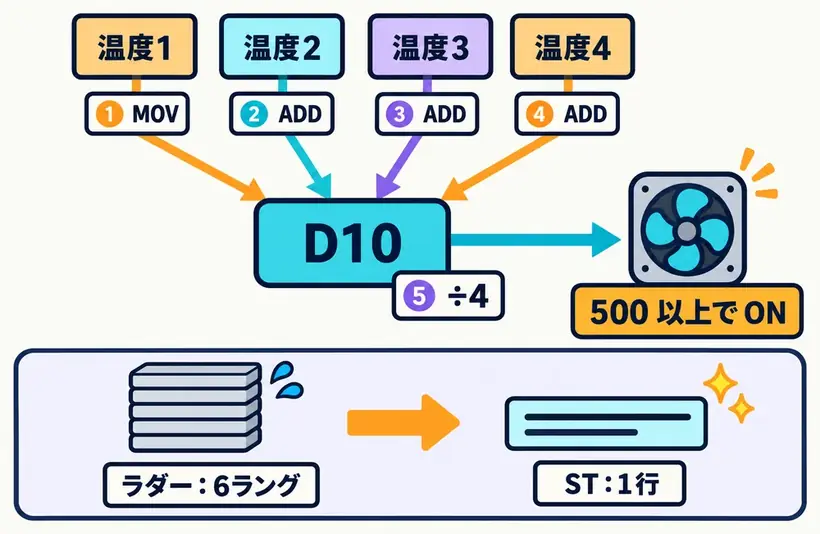 温度1
温度2
温度3
温度4
1 MOV
2 ADD
3 ADD
4 ADD
D10
5 ÷4
500 以上で ON
ラダー：6ラング
ST：1行